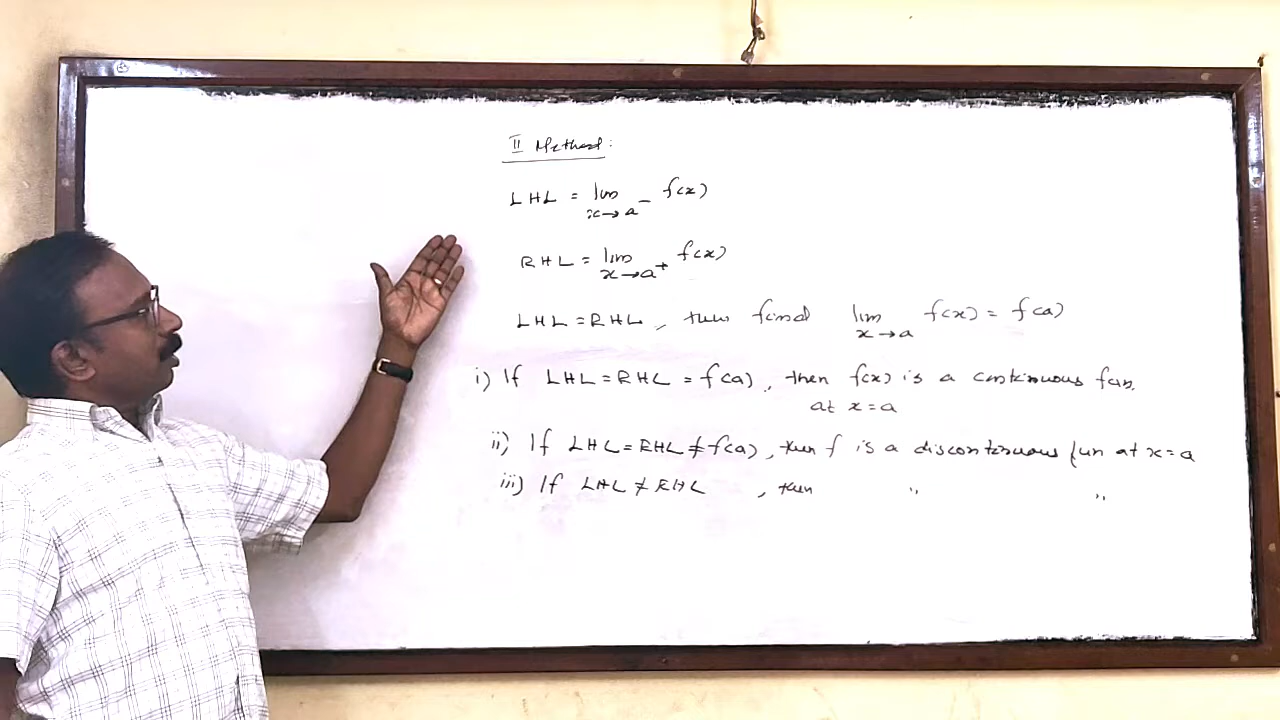 II Method:
LHL = lim x→a- f(x)
RHL = lim x→a+ f(x)
LHL = RHL, then find lim x→a f(x) = f(a)
i) If LHL = RHL = f(a), then f(x) is a continuous fun.
at x = a
ii) If LHL = RHL ≠ f(a), then f is a discontinuous fun at x = a
iii) If LHL ≠ RHL , then " "